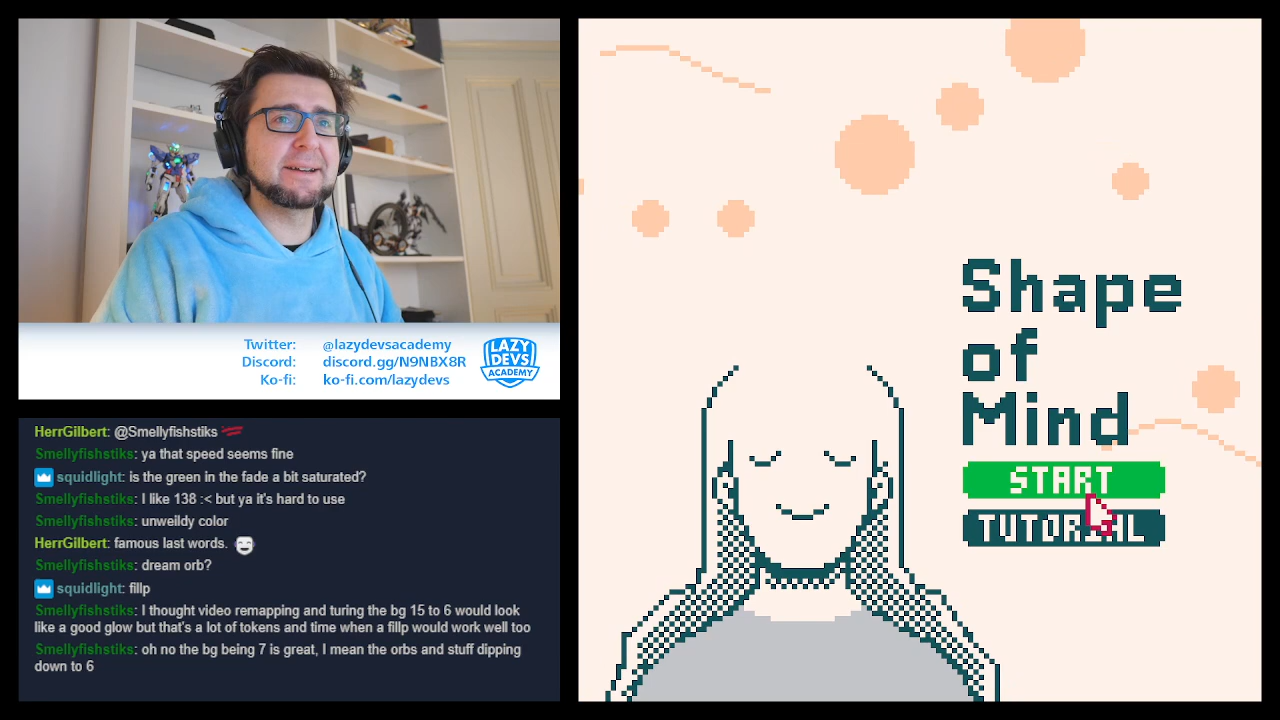 Twitter: @lazydevsacademy
Discord: discord.gg/N9NBX8R
Ko-fi: ko-fi.com/lazydevs
LAZY
DEVS
ACADEMY
HerrGilbert: @Smellyfishstiks
Smellyfishstiks: ya that speed seems fine
squidlight: is the green in the fade a bit saturated?
Smellyfishstiks: I like 138 :< but ya it's hard to use
Smellyfishstiks: unweildy color
HerrGilbert: famous last words.
Smellyfishstiks: dream orb?
squidlight: fillp
Smellyfishstiks: I thought video remapping and turing the bg 15 to 6 would look
like a good glow but that's a lot of tokens and time when a fillp would work well too
Smellyfishstiks: oh no the bg being 7 is great, I mean the orbs and stuff dipping
down to 6
Shape
of
Mind
START
TUTORIAL